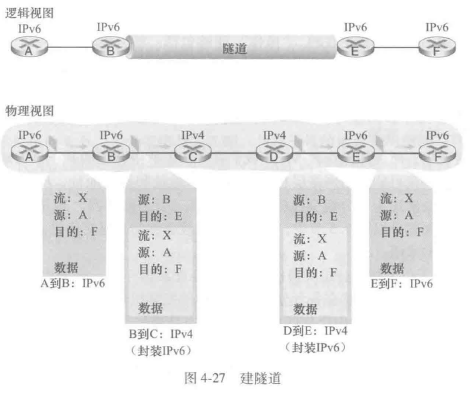 逻辑视图
IPv6 IPv6 IPv6 IPv6
A B 隧道 E F
物理视图
IPv6 IPv6 IPv4 IPv4 IPv6 IPv6
A B C D E F
流：X
源：A
目的：F
数据
A到B：IPv6
源：B
目的：E
流：X
源：A
目的：F
数据
B到C：IPv4
（封装IPv6）
源：B
目的：E
流：X
源：A
目的：F
数据
D到E：IPv4
（封装IPv6）
流：X
源：A
目的：F
数据
E到F：IPv6
图 4-27 建隧道